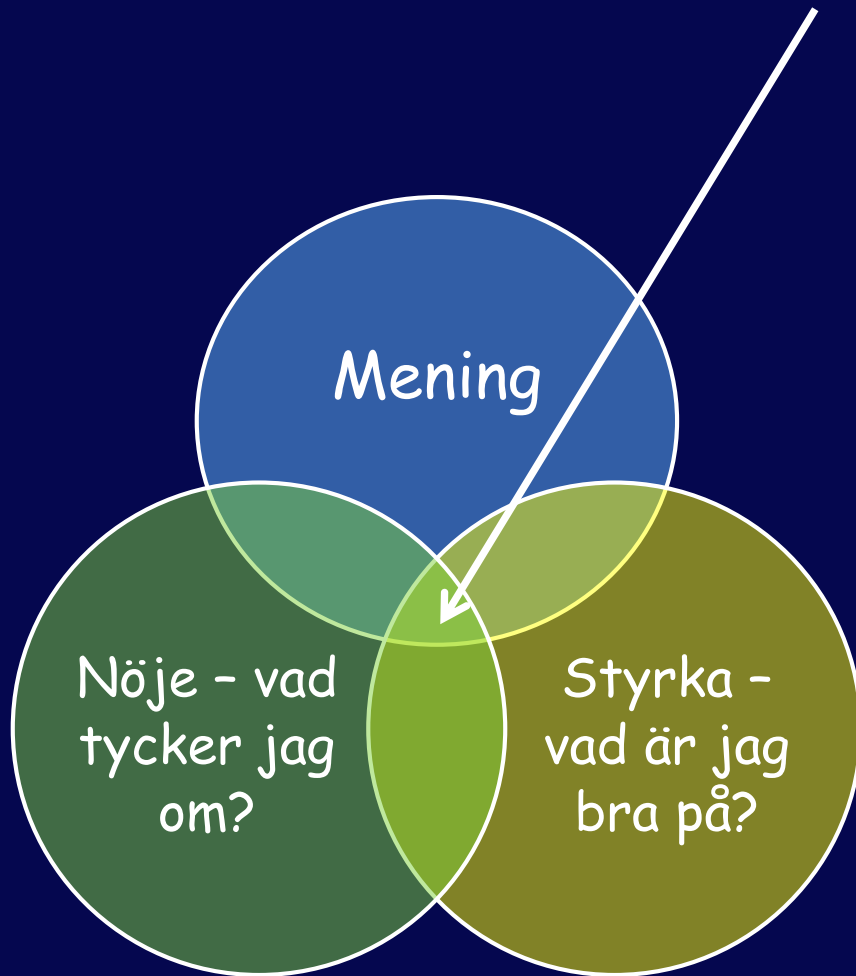 Mening
Nöje – vad
tycker jag
om?
Styrka –
vad är jag
bra på?